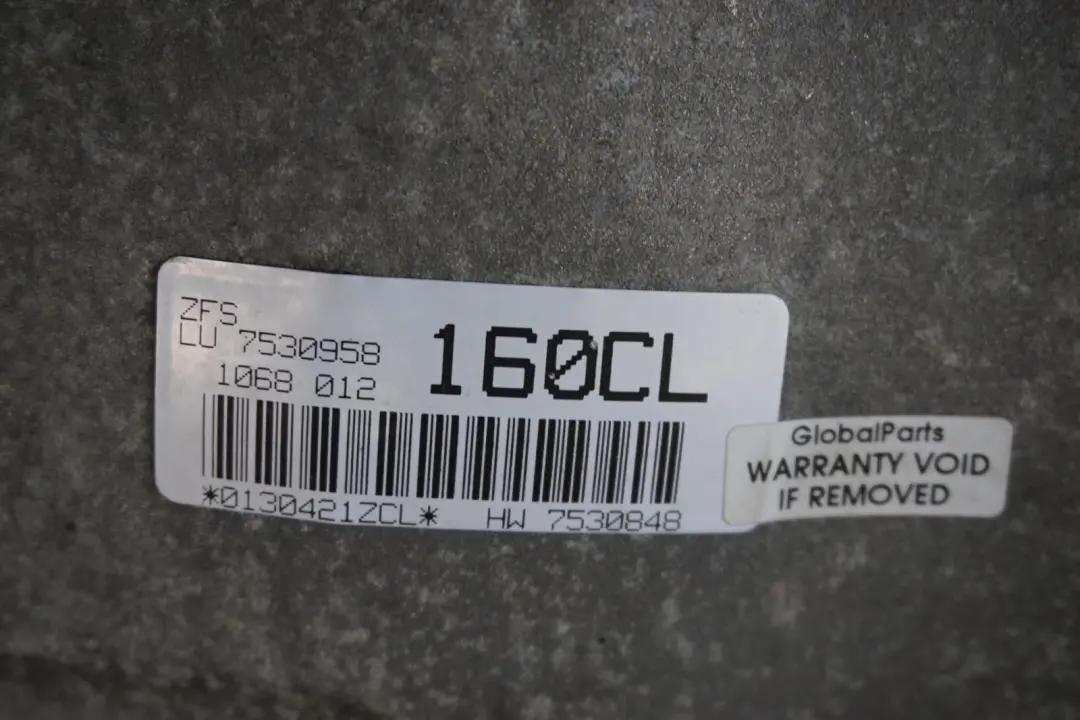 ZFS
LU 7530958
1068 012
160CL
*0130421ZCL* HW 7530848
GlobalParts
WARRANTY VOID
IF REMOVED